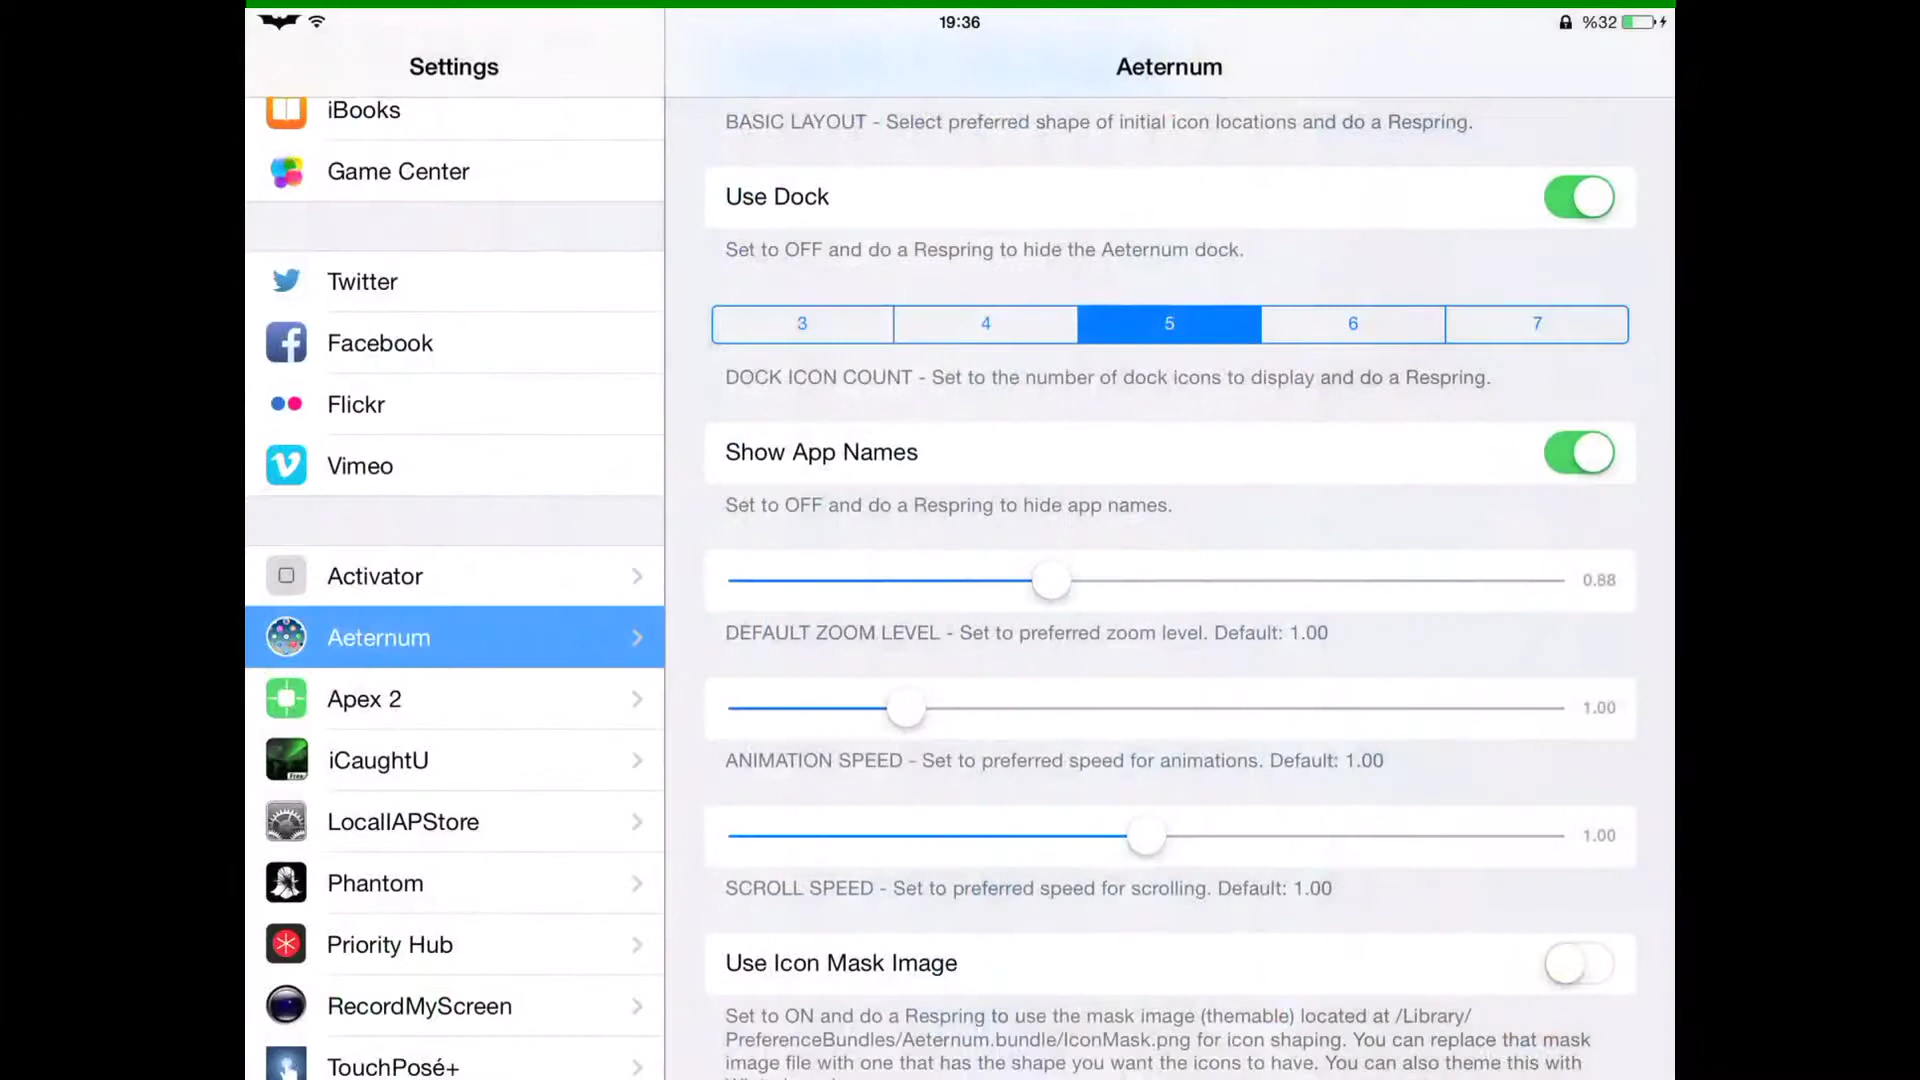 19:36
%32
Settings
Aeternum
iBooks
Game Center
Twitter
Facebook
Flickr
Vimeo
Activator
Aeternum
Apex 2
iCaughtU
Free
LocalIAPStore
Phantom
Priority Hub
RecordMyScreen
TouchPosé+
BASIC LAYOUT - Select preferred shape of initial icon locations and do a Respring.
Use Dock
Set to OFF and do a Respring to hide the Aeternum dock.
3 4 5 6 7
DOCK ICON COUNT - Set to the number of dock icons to display and do a Respring.
Show App Names
Set to OFF and do a Respring to hide app names.
0.88
DEFAULT ZOOM LEVEL - Set to preferred zoom level. Default: 1.00
1.00
ANIMATION SPEED - Set to preferred speed for animations. Default: 1.00
1.00
SCROLL SPEED - Set to preferred speed for scrolling. Default: 1.00
Use Icon Mask Image
Set to ON and do a Respring to use the mask image (themable) located at /Library/
PreferenceBundles/Aeternum.bundle/IconMask.png for icon shaping. You can replace that mask
image file with one that has the shape you want the icons to have. You can also theme this with